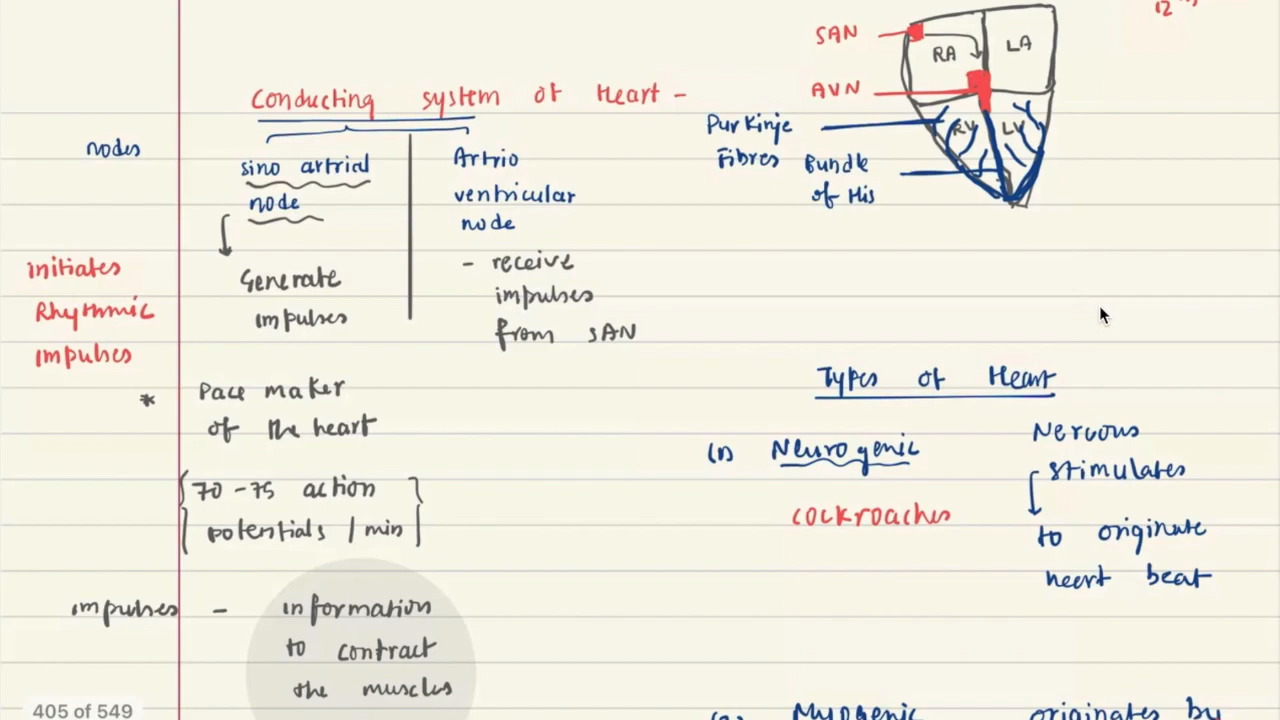 12
SAN
RA
LA
AVN
Conducting system of Heart -
Purkinje
Fibres
RV
LV
Bundle
of His
nodes
sino artrial
node
Artrio
ventricular
node
Generate
impulses
- receive
impulses
from SAN
initiates
Rhythmic
impulses
* Pace maker
of the heart
70 -75 action
potentials / min
impulses - information
to contract
the muscles
Types of Heart
(1) Neurogenic
cockroaches
Nervous
stimulates
to originate
heert beat
Myogenic
originates by
405 of 549